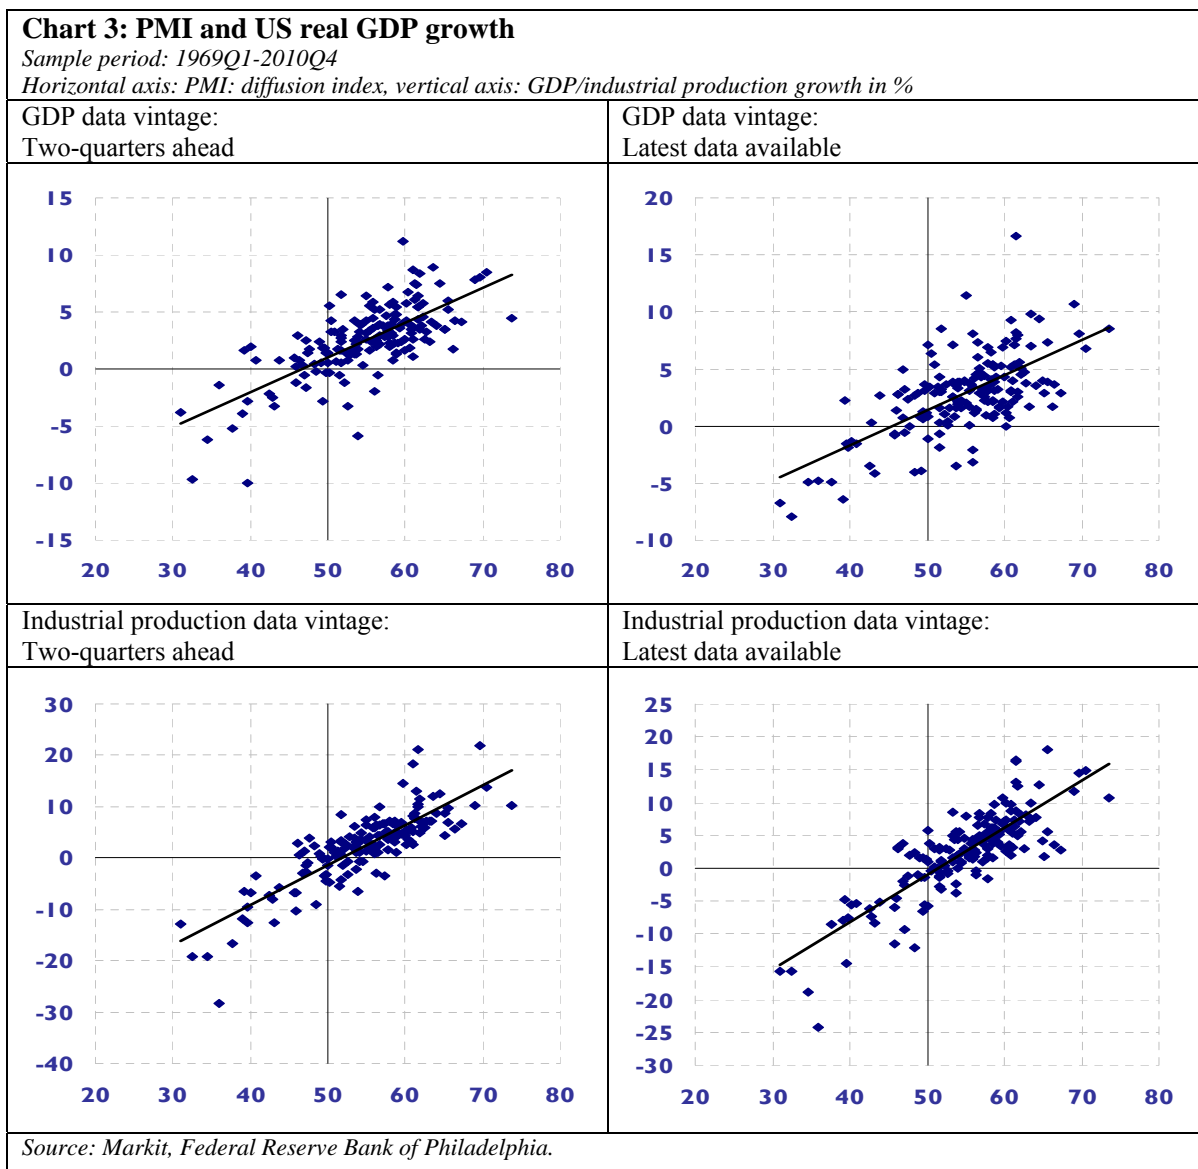 Chart 3: PMI and US real GDP growth
Sample period: 1969Q1-2010Q4
Horizontal axis: PMI: diffusion index, vertical axis: GDP/industrial production growth in %
GDP data vintage:
Two-quarters ahead
GDP data vintage:
Latest data available
15
10
5
0
-5
-10
-15
20 30 40 50 60 70 80
20
15
10
5
0
-5
-10
20 30 40 50 60 70 80
Industrial production data vintage:
Two-quarters ahead
Industrial production data vintage:
Latest data available
30
20
10
0
-10
-20
-30
-40
20 30 40 50 60 70 80
25
20
15
10
5
0
-5
-10
-15
-20
-25
-30
20 30 40 50 60 70 80
Source: Markit, Federal Reserve Bank of Philadelphia.